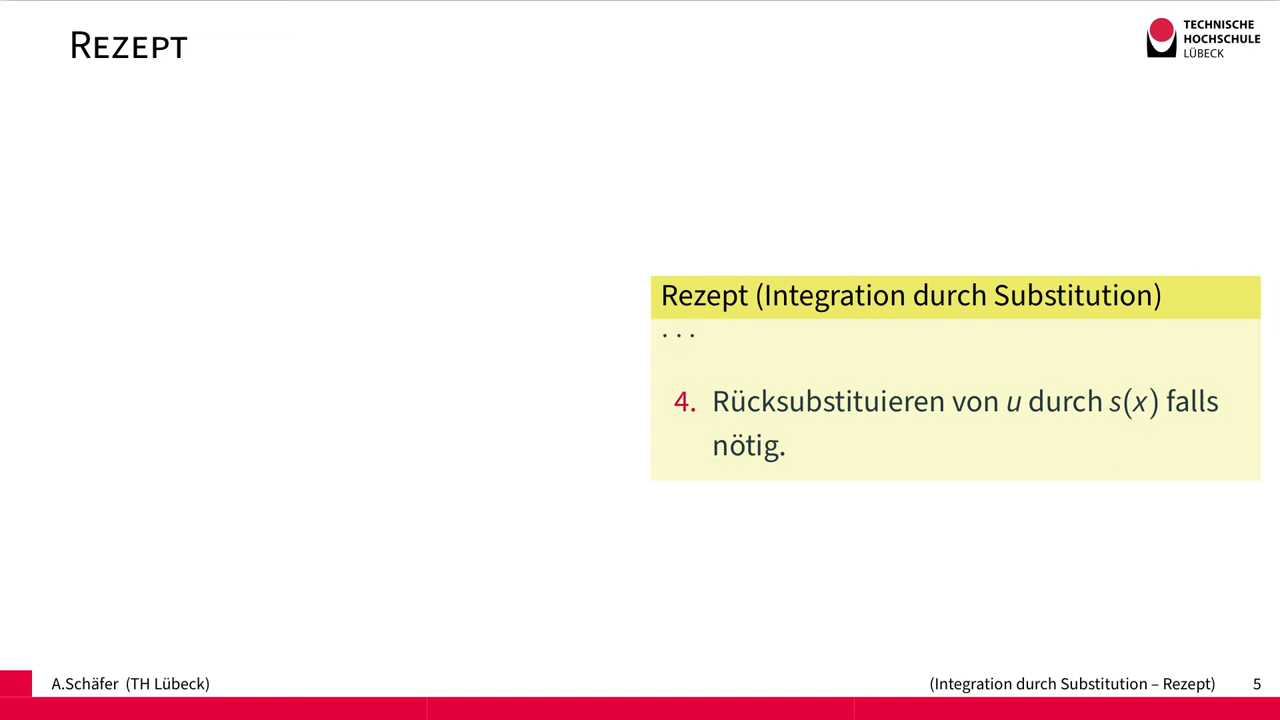 REZEPT
TECHNISCHE
HOCHSCHULE
LÜBECK
Rezept (Integration durch Substitution)
. . .
4. Rücksubstituieren von u durch s(x) falls
nötig.
A.Schäfer (TH Lübeck)
(Integration durch Substitution – Rezept) 5